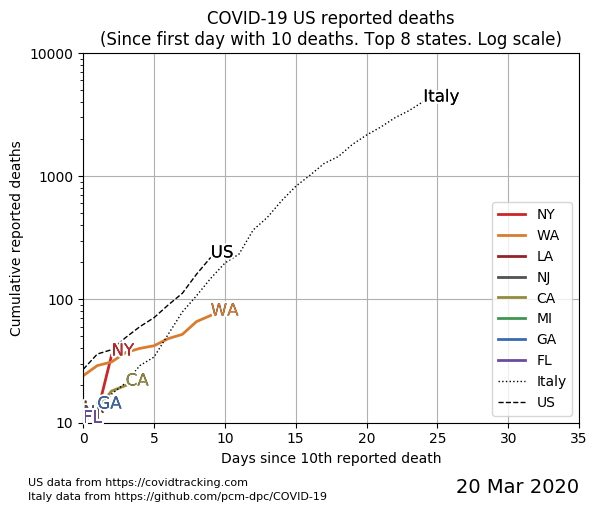 COVID-19 US reported deaths
(Since first day with 10 deaths. Top 8 states. Log scale)
Cumulative reported deaths
10000
1000
100
10
Italy
US
WA
NY
CA
GA
FL
NY
WA
LA
NJ
CA
MI
GA
FL
Italy
US
0 5 10 15 20 25 30 35
Days since 10th reported death
US data from https://covidtracking.com
Italy data from https://github.com/pcm-dpc/COVID-19
20 Mar 2020